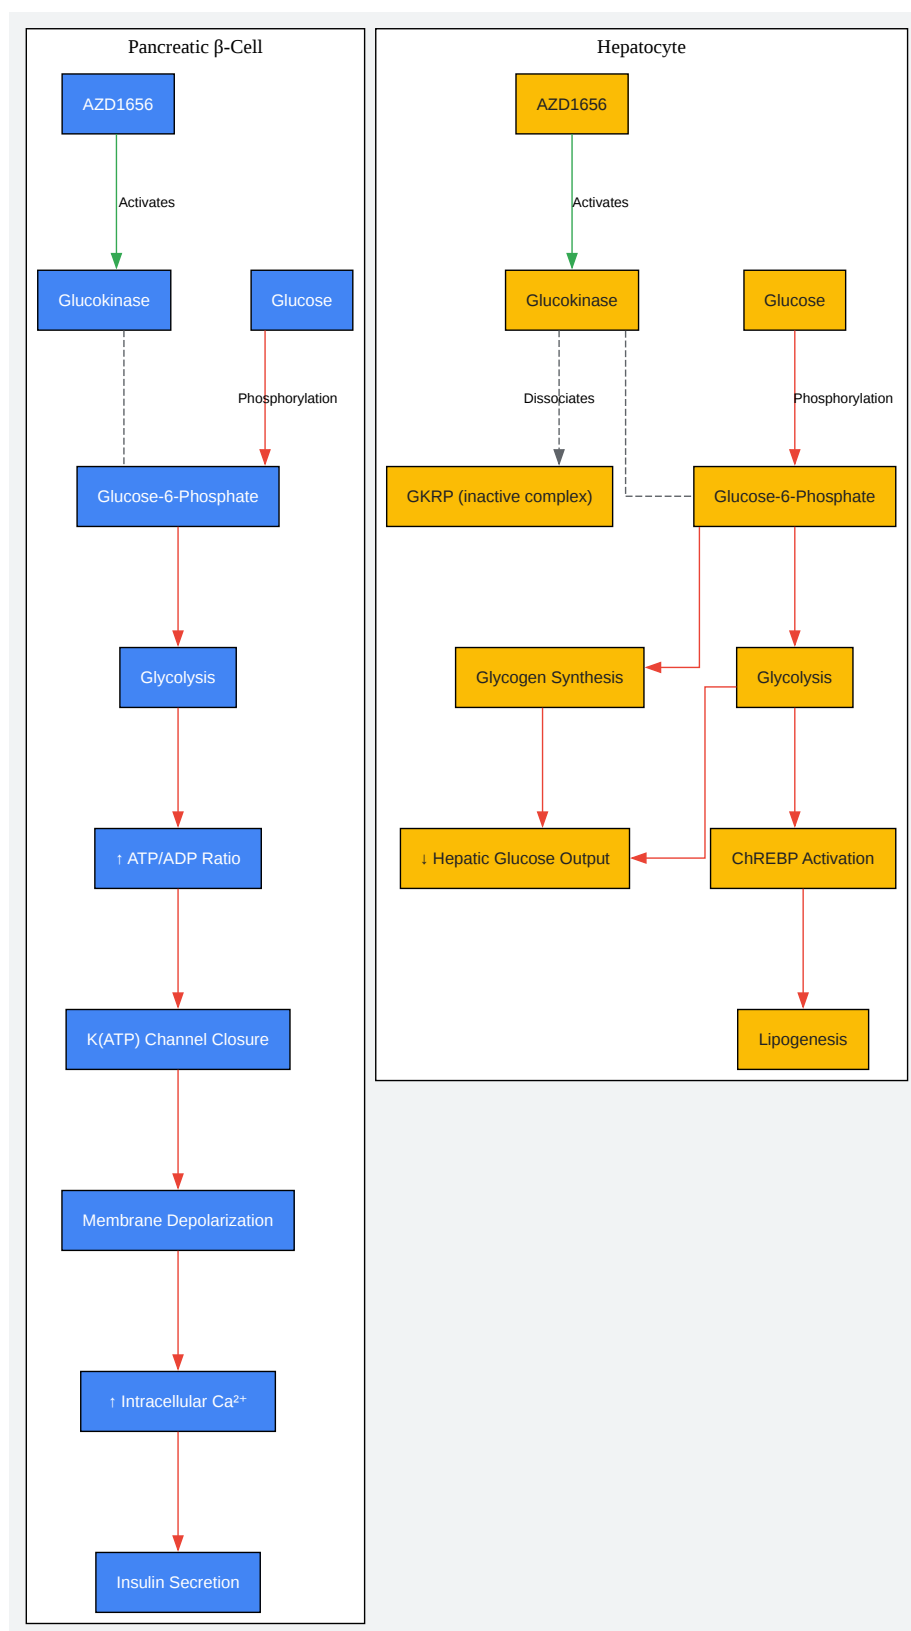 Pancreatic β-Cell
AZD1656
Activates
Glucokinase
Glucose
Phosphorylation
Glucose-6-Phosphate
Glycolysis
↑ ATP/ADP Ratio
K(ATP) Channel Closure
Membrane Depolarization
↑ Intracellular Ca²⁺
Insulin Secretion
Hepatocyte
AZD1656
Activates
Glucokinase
Glucose
Dissociates
Phosphorylation
GKRP (inactive complex)
Glucose-6-Phosphate
Glycogen Synthesis
Glycolysis
↓ Hepatic Glucose Output
ChREBP Activation
Lipogenesis